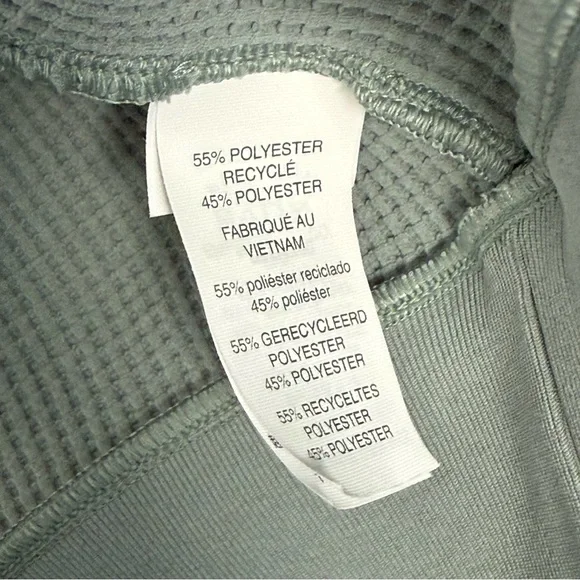 55% POLYESTER
RECYCLÉ
45% POLYESTER
FABRIQUÉ AU
VIETNAM
55% poliéster reciclado
45% poliéster
55% GERECYCLEERD
POLYESTER
45% POLYESTER
55% RECYCELTES
POLYESTER
45% POLYESTER